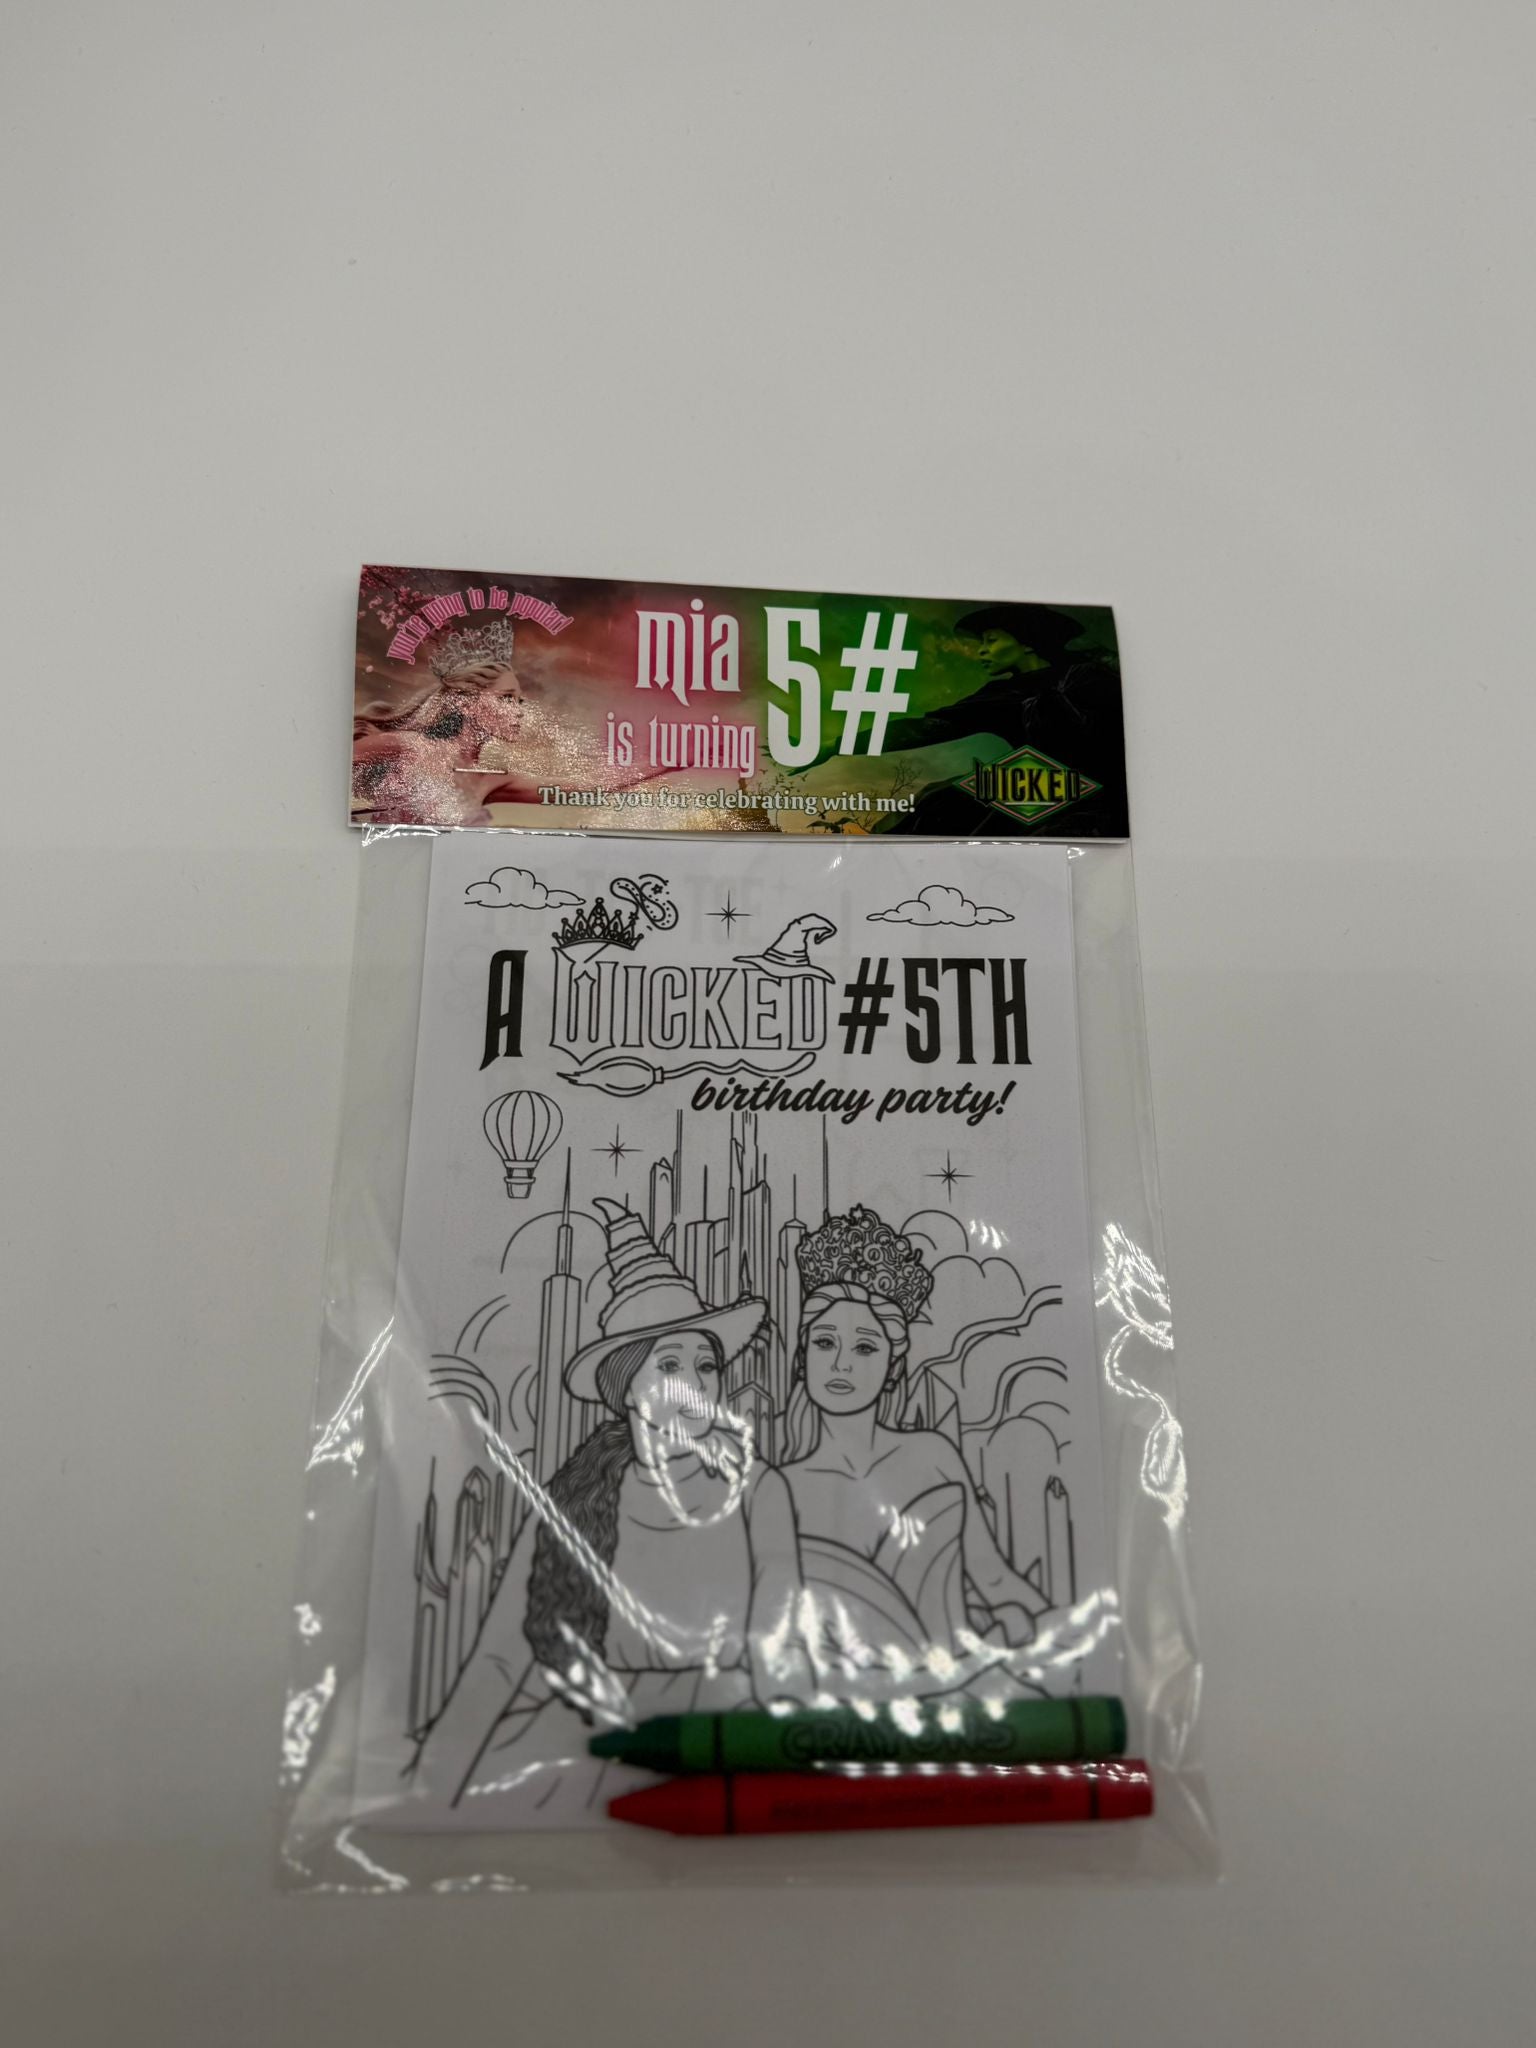 you're going to be popular!
mia
is turning
5#
Thank you for celebrating with me!
WICKED
A WICKED #5TH
birthday party!
CRAYONS